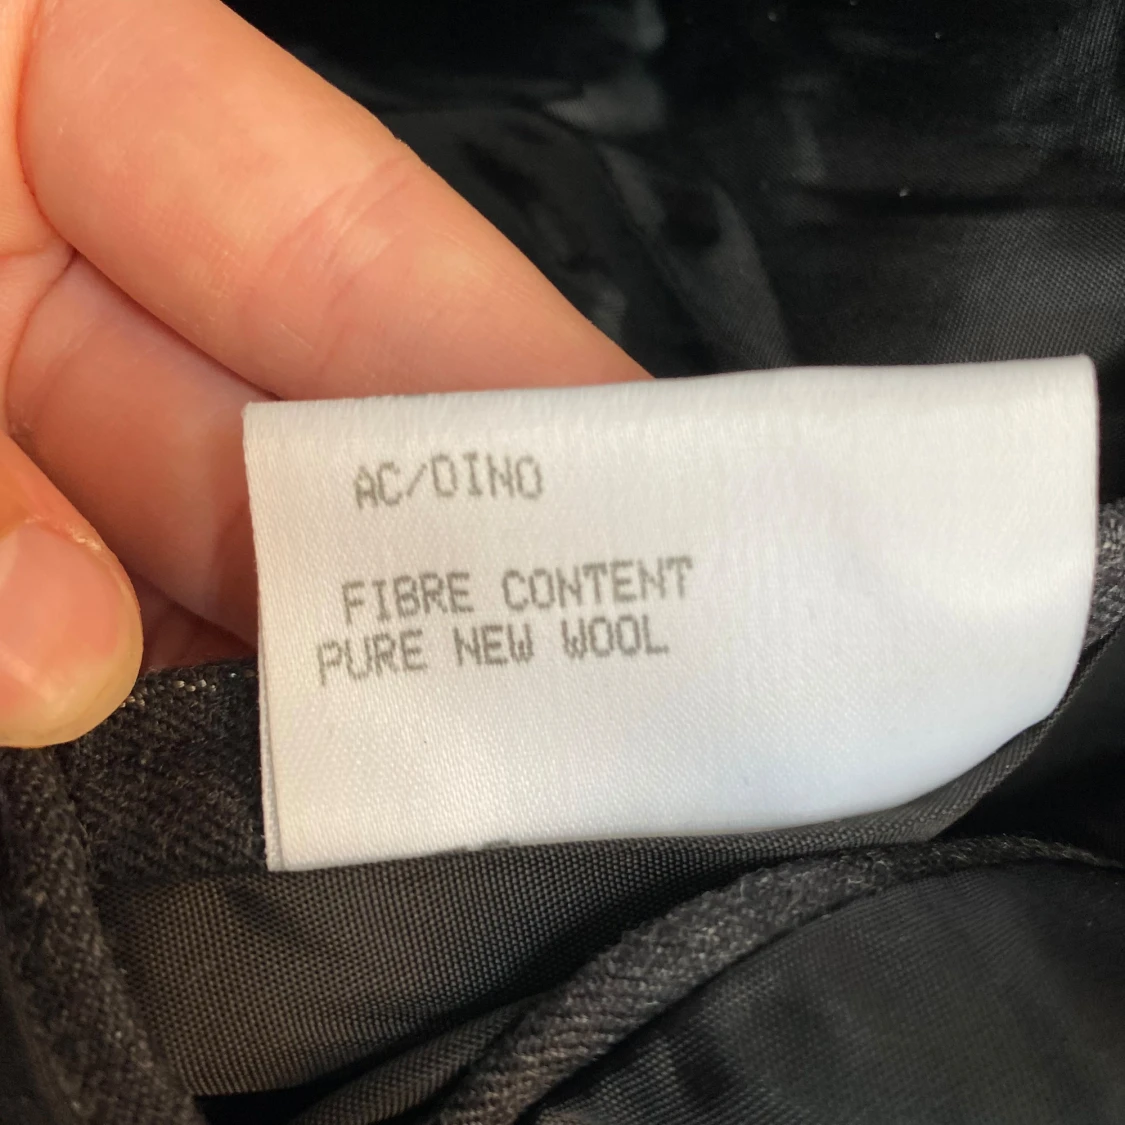 AC/DINO
FIBRE CONTENT
PURE NEW WOOL